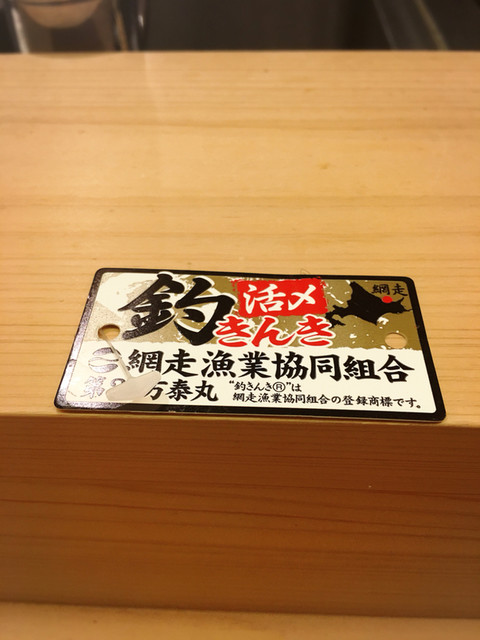 釣活〆きんき
網走
網走漁業協同組合
第 万泰丸
"釣きんき®"は
網走漁業協同組合の登録商標です。